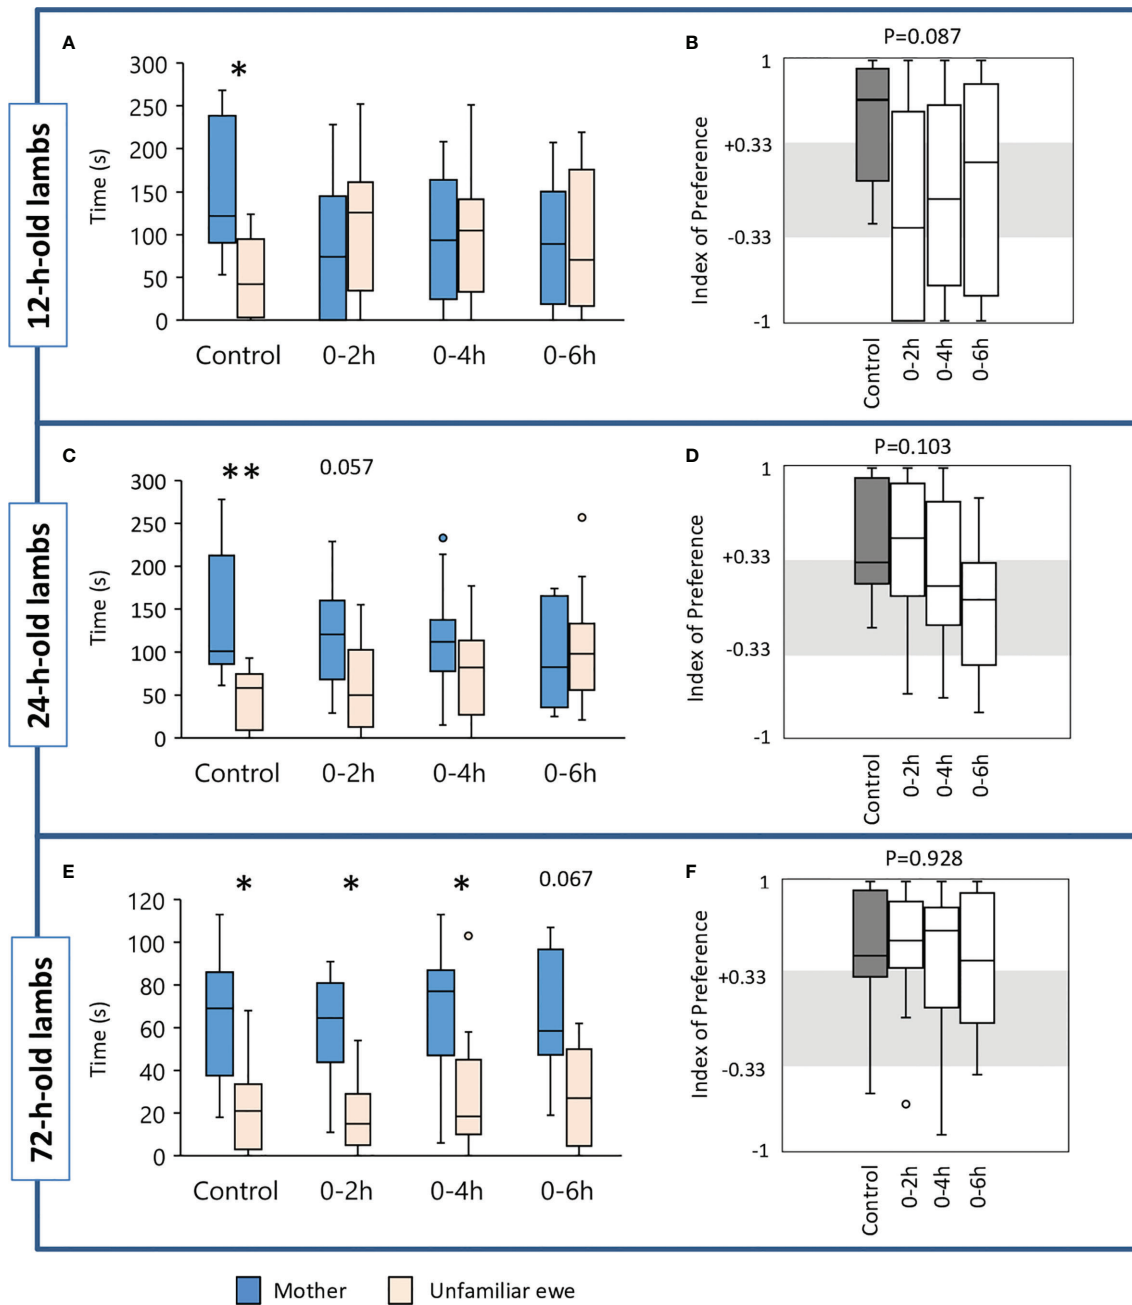 12-h-old lambs
A
*
Time (s)
300
250
200
150
100
50
0
Control 0-2h 0-4h 0-6h
B
P=0.087
Index of Preference
1
+0.33
-0.33
-1
Control
0-2h
0-4h
0-6h
24-h-old lambs
C
** 0.057
Time (s)
300
250
200
150
100
50
0
Control 0-2h 0-4h 0-6h
D
P=0.103
Index of Preference
1
+0.33
-0.33
-1
Control
0-2h
0-4h
0-6h
72-h-old lambs
E
* * * 0.067
Time (s)
120
100
80
60
40
20
0
Control 0-2h 0-4h 0-6h
F
P=0.928
Index of Preference
1
+0.33
-0.33
-1
Control
0-2h
0-4h
0-6h
Mother Unfamiliar ewe